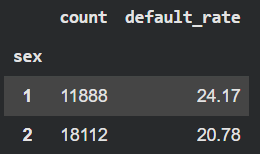 count default_rate
sex
1 11888 24.17
2 18112 20.78